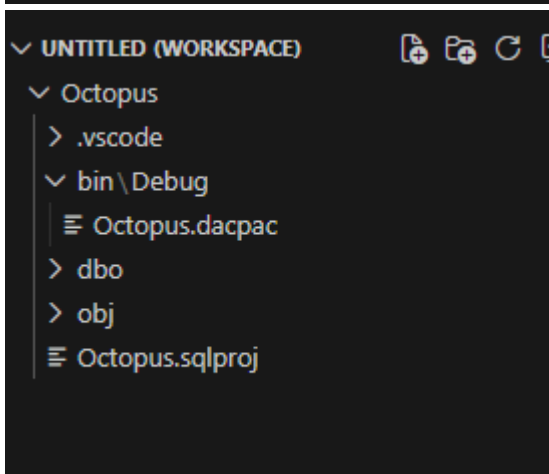 UNTITLED (WORKSPACE)
Octopus
.vscode
bin\Debug
Octopus.dacpac
dbo
obj
Octopus.sqlproj